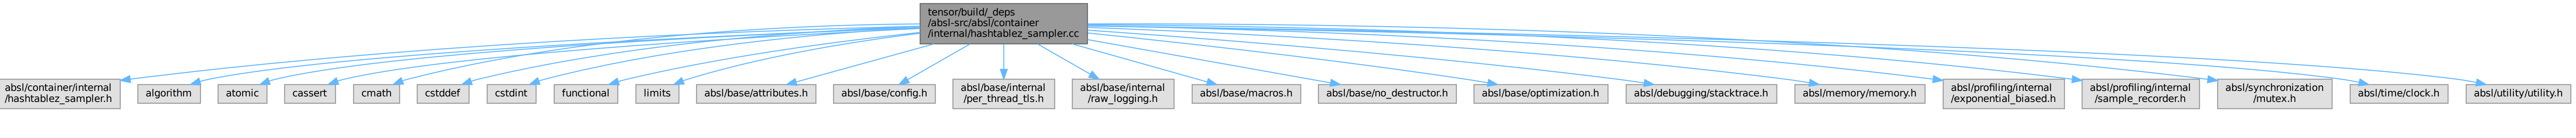 tensor/build/_deps
/absl-src/absl/container
/internal/hashtablez_sampler.cc
absl/container/internal
/hashtablez_sampler.h
algorithm
atomic
cassert
cmath
cstddef
cstdint
functional
limits
absl/base/attributes.h
absl/base/config.h
absl/base/internal
/per_thread_tls.h
absl/base/internal
/raw_logging.h
absl/base/macros.h
absl/base/no_destructor.h
absl/base/optimization.h
absl/debugging/stacktrace.h
absl/memory/memory.h
absl/profiling/internal
/exponential_biased.h
absl/profiling/internal
/sample_recorder.h
absl/synchronization
/mutex.h
absl/time/clock.h
absl/utility/utility.h